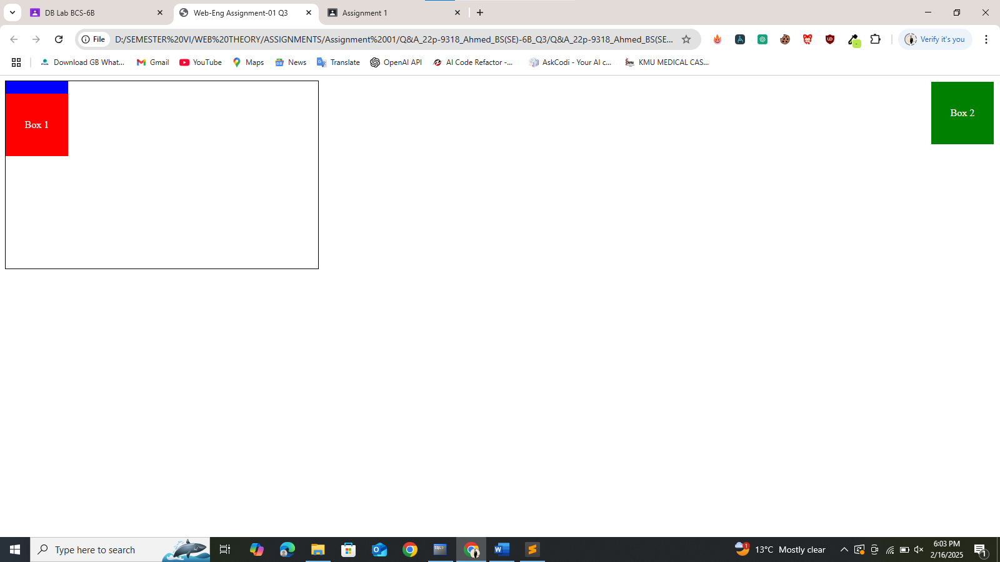 DB Lab BCS-6B
Web-Eng Assignment-01 Q3
Assignment 1
File
D:/SEMESTER%20VI/WEB%20THEORY/ASSIGNMENTS/Assignment%2001/Q&A_22p-9318_Ahmed_BS(SE)-6B_Q3/Q&A_22p-9318_Ahmed_BS(SE...
Verify it's you
Download GB What...
Gmail
YouTube
Maps
News
Translate
OpenAI API
AI Code Refactor -...
AskCodi - Your AI c...
KMU MEDICAL CAS...
Box 1
Box 2
Type here to search
SQL>
1
13°C Mostly clear
6:03 PM
2/16/2025
1